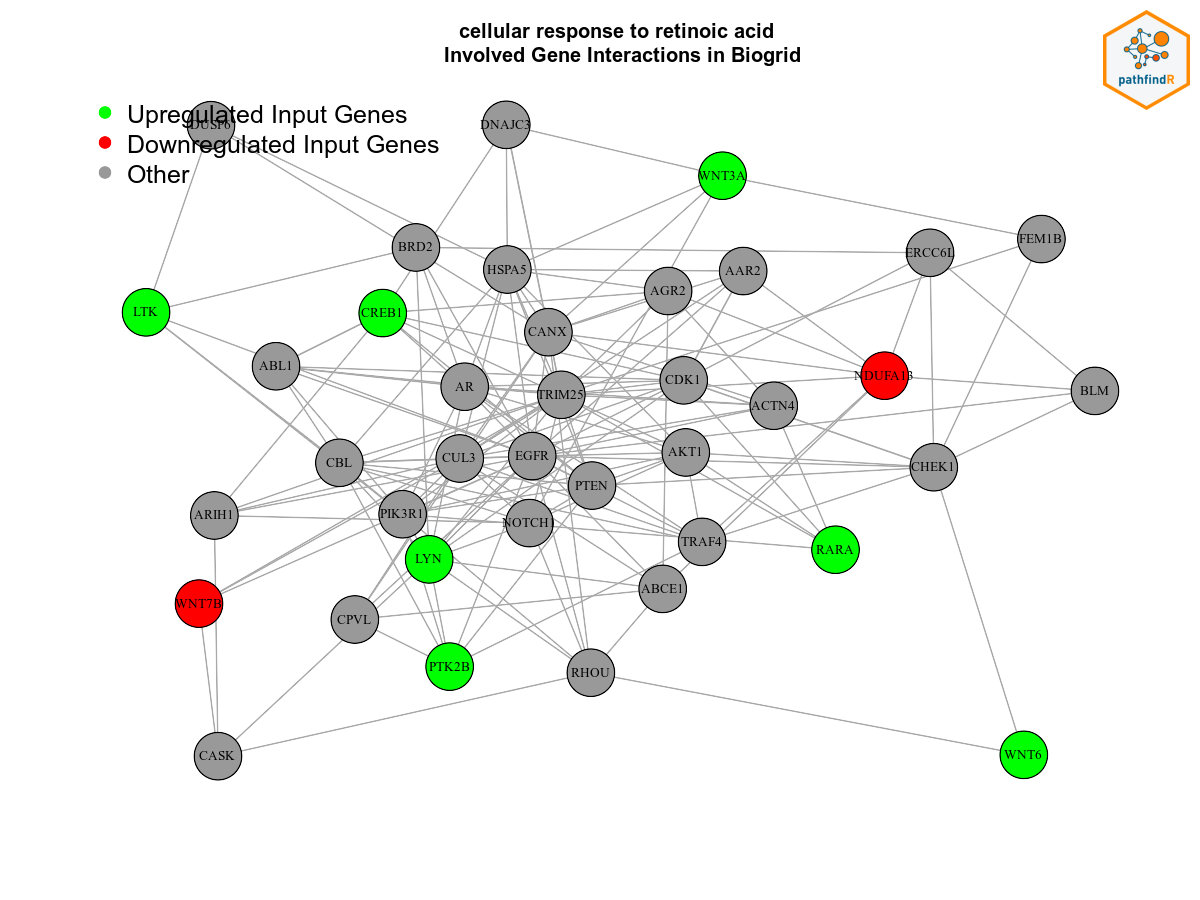 cellular response to retinoic acid
Involved Gene Interactions in Biogrid
pathfindR
Upregulated Input Genes
Downregulated Input Genes
Other
DUSP6
DNAJC3
WNT3A
BRD2
HSPA5
AAR2
ERCC6L
FEM1B
AGR2
LTK
CREB1
CANX
ABL1
AR
TRIM25
CDK1
NDUFA13
BLM
ACTN4
CBL
CUL3
EGFR
AKT1
CHEK1
PTEN
ARIH1
PIK3R1
NOTCH1
TRAF4
RARA
LYN
ABCE1
WNT7B
CPVL
PTK2B
RHOU
CASK
WNT6